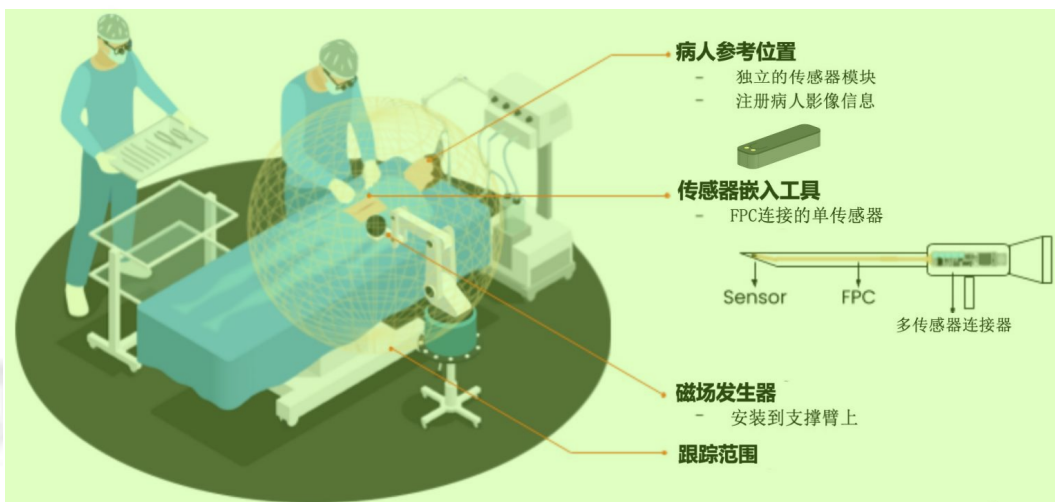 病人参考位置
- 独立的传感器模块
- 注册病人影像信息
传感器嵌入工具
- FPC连接的单传感器
Sensor
FPC
多传感器连接器
磁场发生器
- 安装到支撑臂上
跟踪范围